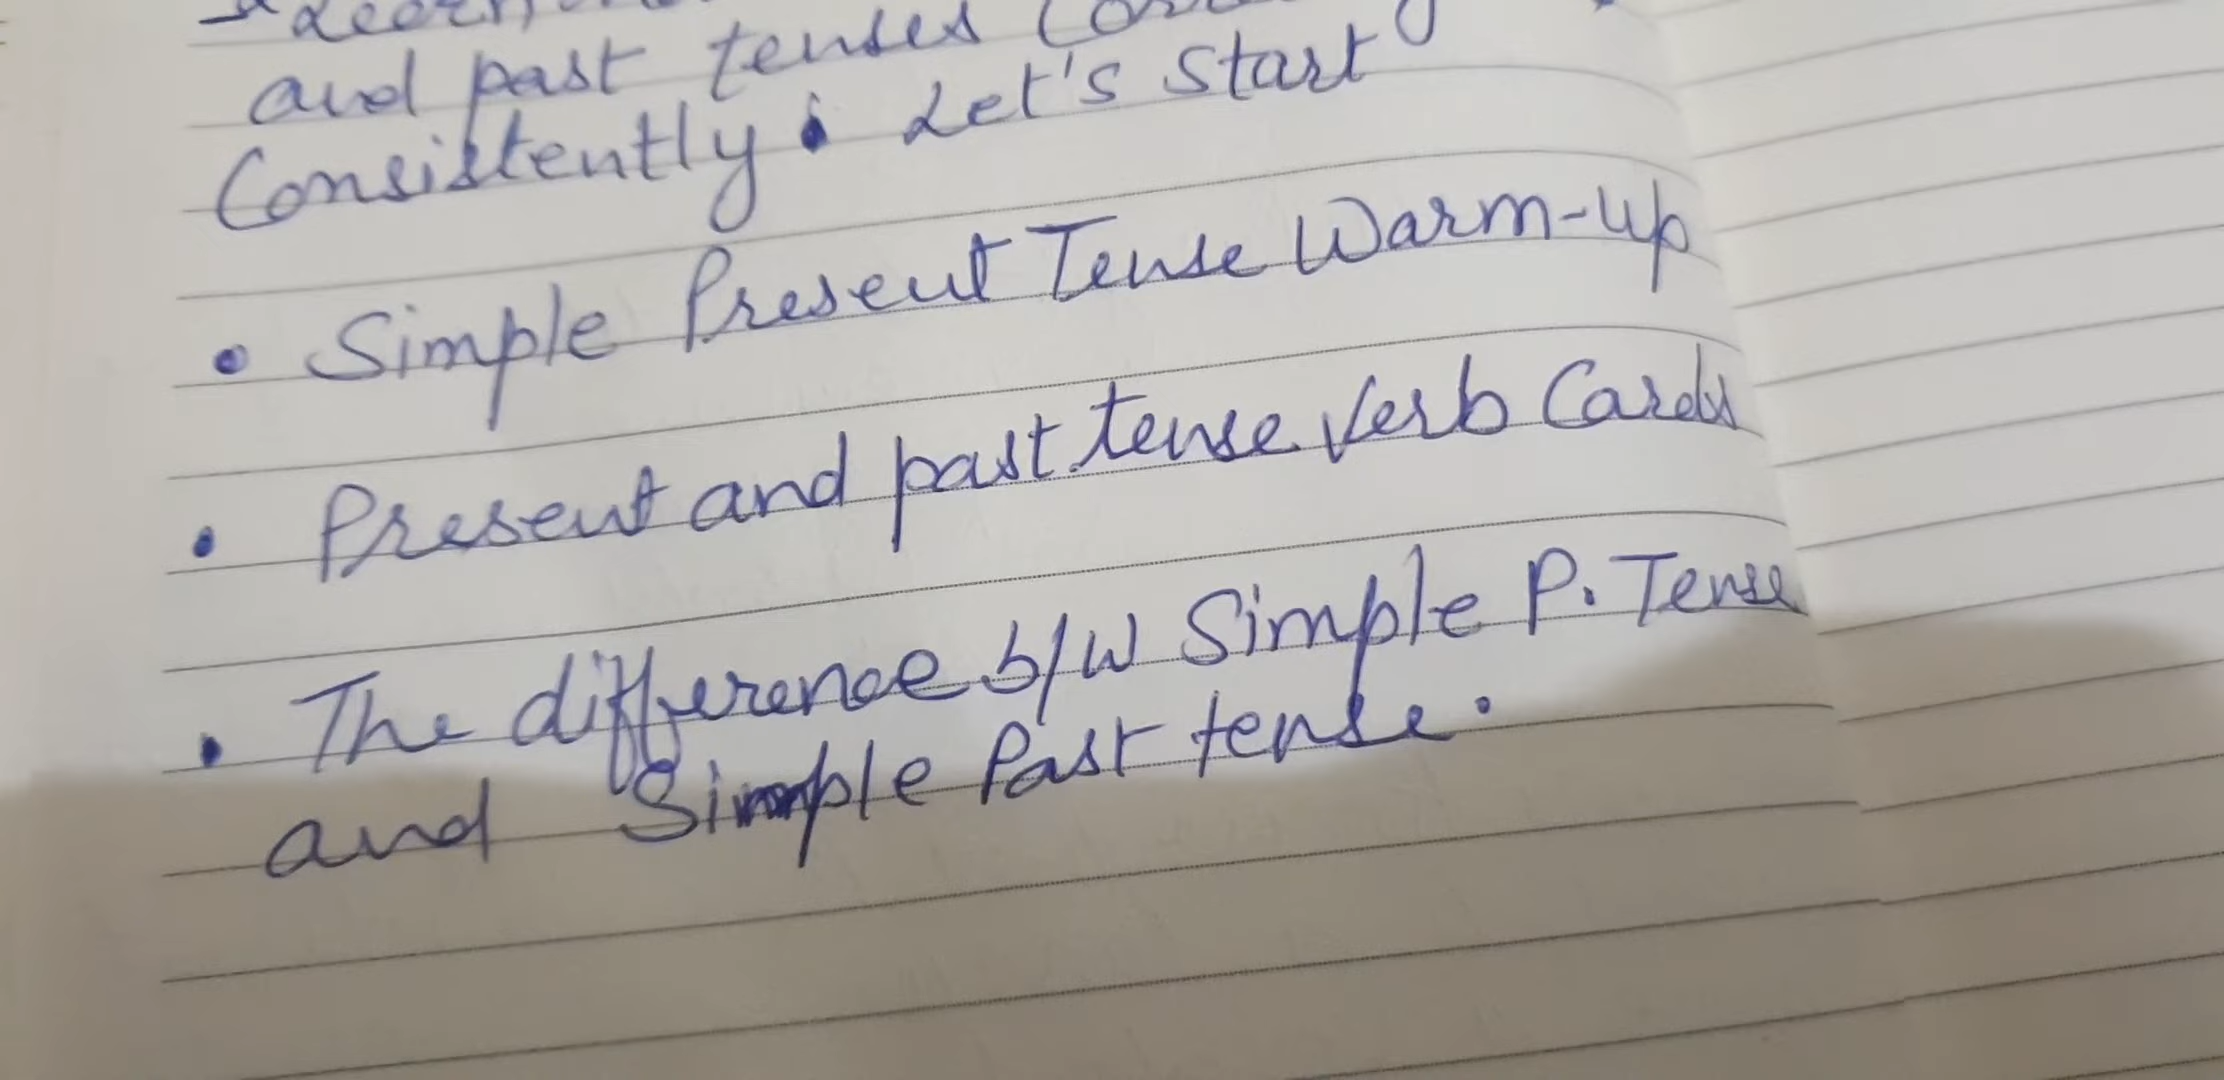 and past tenses
Consistently. Let's start
• Simple Present Tense Warm-up
• Present and past tense Verb Cards
• The difference b/w Simple P. Tense
and Simple Past tense.